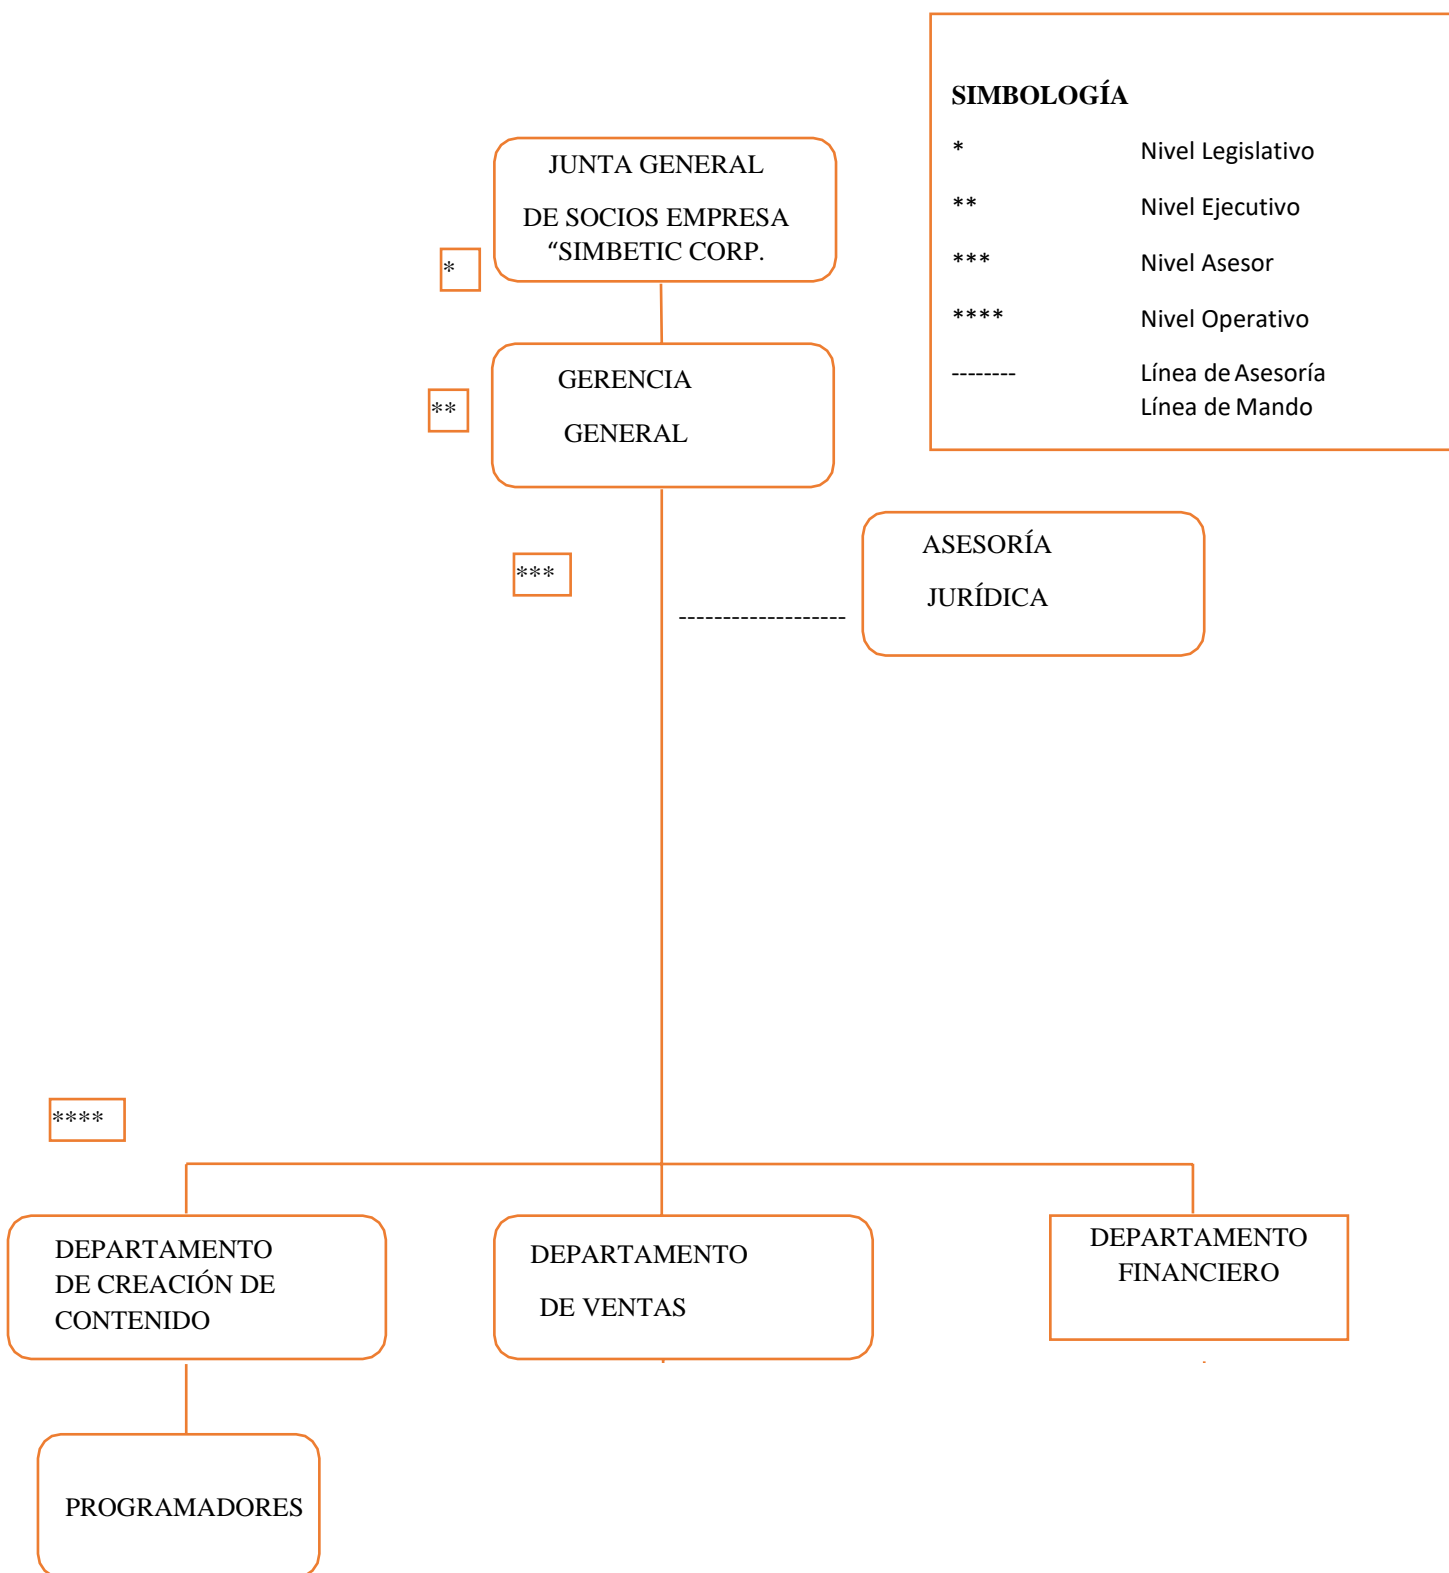 SIMBOLOGÍA
* Nivel Legislativo
** Nivel Ejecutivo
*** Nivel Asesor
**** Nivel Operativo
-------- Línea de Asesoría
Línea de Mando
JUNTA GENERAL
DE SOCIOS EMPRESA
“SIMBETIC CORP.
*
GERENCIA
GENERAL
**
ASESORÍA
JURÍDICA
***
-------------------
****
DEPARTAMENTO
DE CREACIÓN DE
CONTENIDO
DEPARTAMENTO
DE VENTAS
DEPARTAMENTO
FINANCIERO
PROGRAMADORES